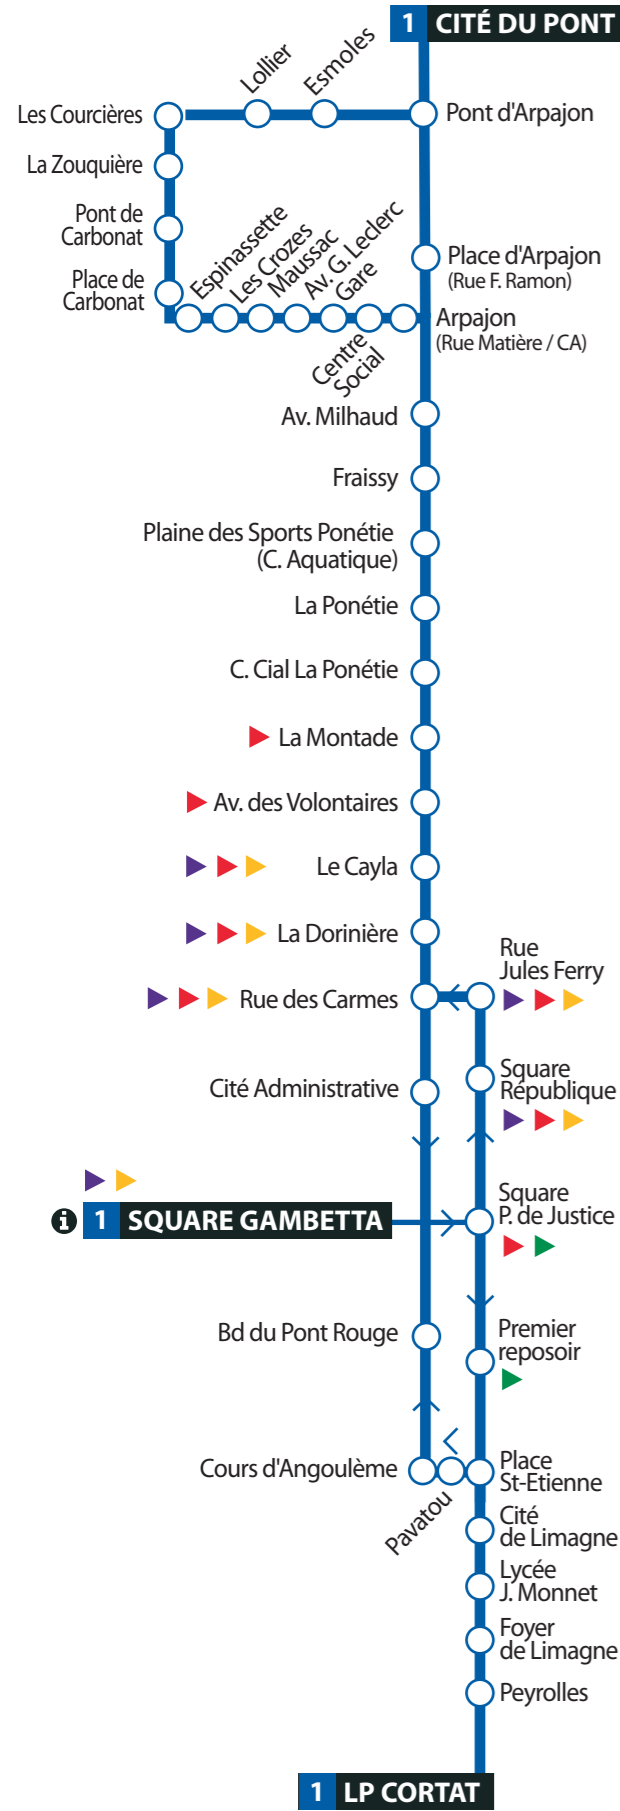 1 CITÉ DU PONT
Lollier
Esmoles
Les Courcières
Pont d'Arpajon
La Zouquière
Pont de
Carbonat
Place de
Carbonat
Espinassette
Les Crozes
Maussac
Av. G. Leclerc
Gare
Centre
Social
Place d'Arpajon
(Rue F. Ramon)
Arpajon
(Rue Matière / CA)
Av. Milhaud
Fraissy
Plaine des Sports Ponétie
(C. Aquatique)
La Ponétie
C. Cial La Ponétie
La Montade
Av. des Volontaires
Le Cayla
La Dorinière
Rue
Jules Ferry
Rue des Carmes
Square
République
Cité Administrative
Square
P. de Justice
i 1 SQUARE GAMBETTA
Bd du Pont Rouge
Premier
reposoir
Cours d'Angoulème
Pavatou
Place
St-Etienne
Cité
de Limagne
Lycée
J. Monnet
Foyer
de Limagne
Peyrolles
1 LP CORTAT